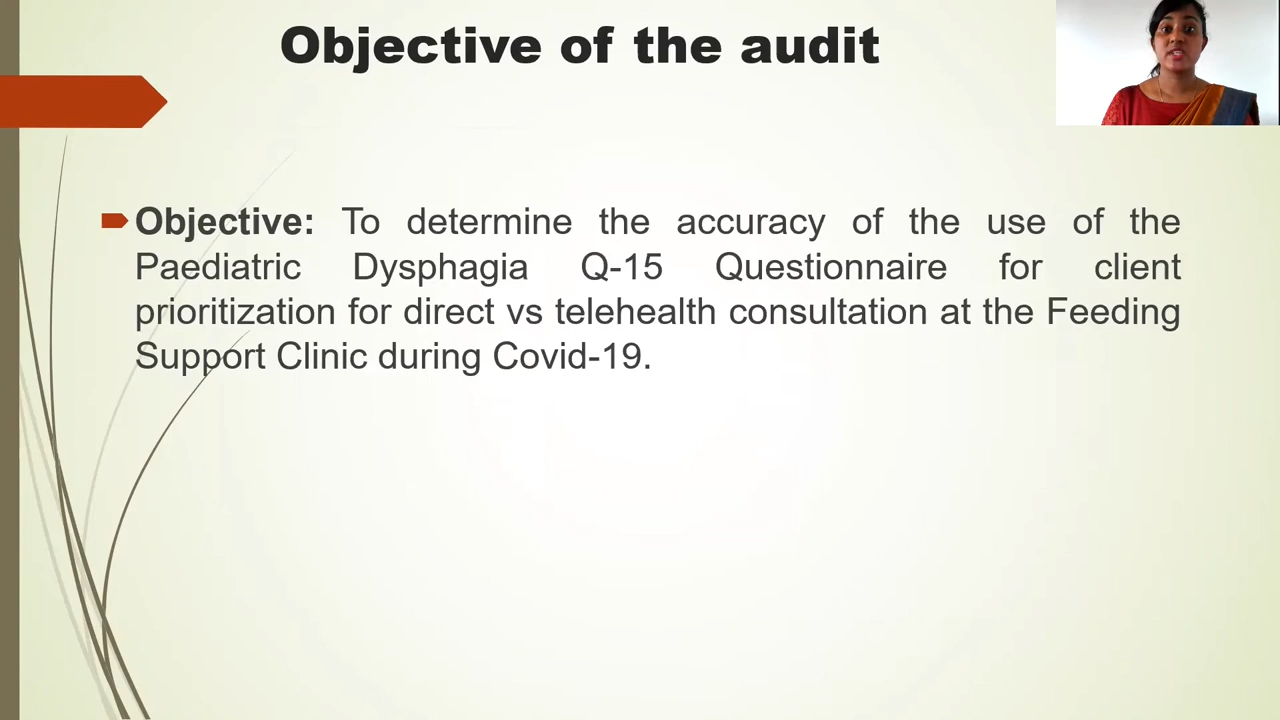 Objective of the audit
Objective: To determine the accuracy of the use of the
Paediatric Dysphagia Q-15 Questionnaire for client
prioritization for direct vs telehealth consultation at the Feeding
Support Clinic during Covid-19.